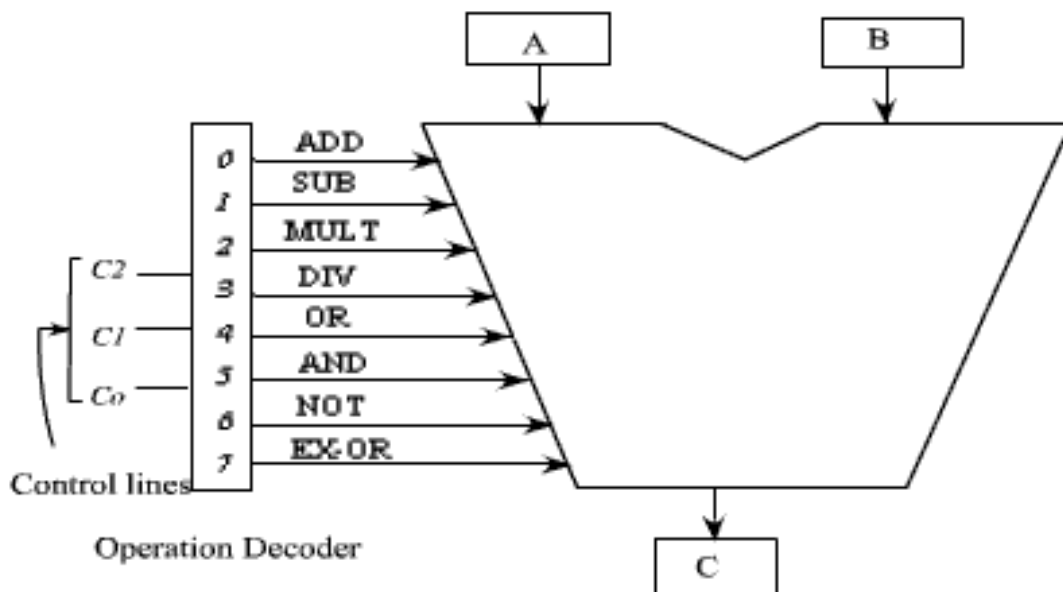 A
B
0 ADD
1 SUB
2 MULT
3 DIV
4 OR
5 AND
6 NOT
7 EX-OR
C2
C1
Co
Control lines
Operation Decoder
C